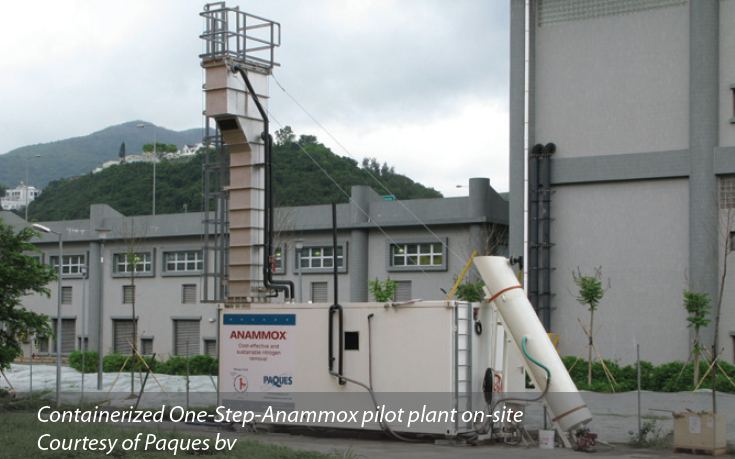 ANAMMOX
Cost-effective and
sustainable nitrogen
removal
PAQUES
Containerized One-Step-Anammox pilot plant on-site
Courtesy of Paques bv